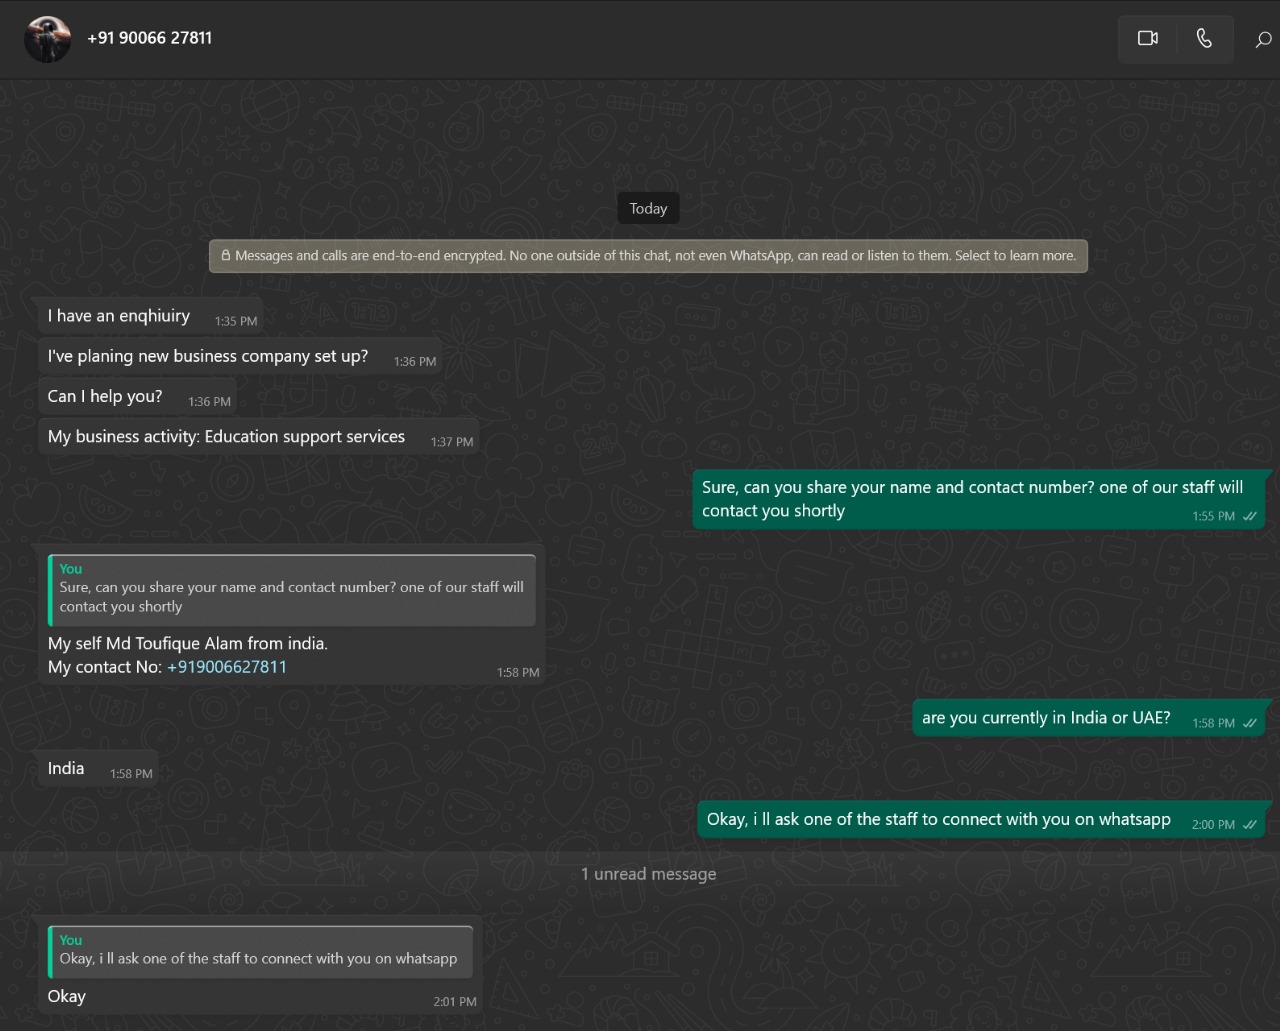 +91 90066 27811
Today
Messages and calls are end-to-end encrypted. No one outside of this chat, not even WhatsApp, can read or listen to them. Select to learn more.
I have an enqhiuiry 1:35 PM
I've planing new business company set up? 1:36 PM
Can I help you? 1:36 PM
My business activity: Education support services 1:37 PM
Sure, can you share your name and contact number? one of our staff will
contact you shortly 1:55 PM
You
Sure, can you share your name and contact number? one of our staff will
contact you shortly
My self Md Toufique Alam from india.
My contact No: +919006627811 1:58 PM
are you currently in India or UAE? 1:58 PM
India 1:58 PM
Okay, i ll ask one of the staff to connect with you on whatsapp 2:00 PM
1 unread message
You
Okay, i ll ask one of the staff to connect with you on whatsapp
Okay 2:01 PM